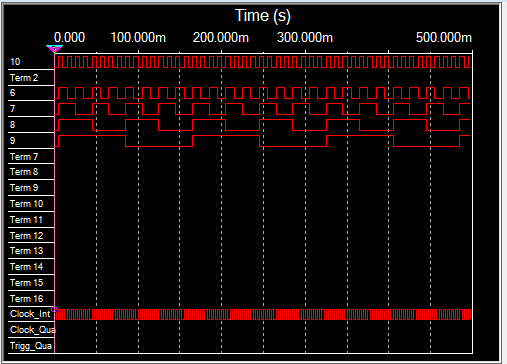 Time (s)
0.000 100.000m 200.000m 300.000m 500.000m
10
Term 2
6
7
8
9
Term 7
Term 8
Term 9
Term 10
Term 11
Term 12
Term 13
Term 14
Term 15
Term 16
Clock_Int
Clock_Qua
Trigg_Qua